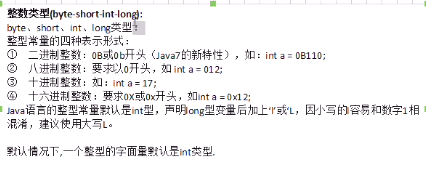 整数类型(byte-short-int-long):
byte、short、int、long类型：
整型常量的四种表示形式：
① 二进制整数：0B或0b开头（Java7的新特性），如：int a = 0B110;
② 八进制整数：要求以0开头，如 int a = 012;
③ 十进制整数：如：int a = 17;
④ 十六进制整数：要求0X或0x开头，如int a = 0x12;
Java语言的整型常量默认是int型，声明long型变量后加上'l'或'L，因小写的l容易和数字1相
混淆，建议使用大写L。
默认情况下,一个整型的字面量默认是int类型.